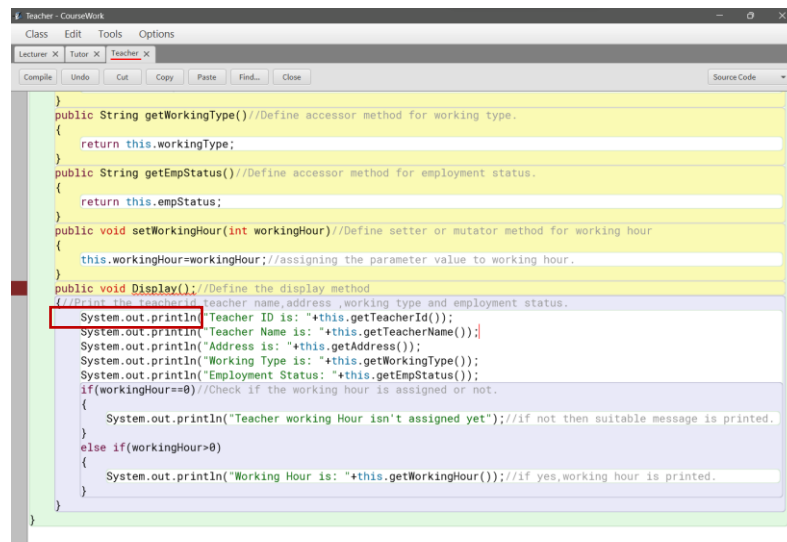 Teacher - CourseWork
Class Edit Tools Options
Lecturer X Tutor X Teacher X
Compile Undo Cut Copy Paste Find... Close Source Code
}
public String getWorkingType()//Define accessor method for working type.
{
return this.workingType;
}
public String getEmpStatus()//Define accessor method for employment status.
{
return this.empStatus;
}
public void setWorkingHour(int workingHour)//Define setter or mutator method for working hour
{
this.workingHour=workingHour;//assigning the parameter value to working hour.
}
public void Display();//Define the display method
{//Print the teacherid,teacher name,address ,working type and employment status.
System.out.println("Teacher ID is: "+this.getTeacherId());
System.out.println("Teacher Name is: "+this.getTeacherName());
System.out.println("Address is: "+this.getAddress());
System.out.println("Working Type is: "+this.getWorkingType());
System.out.println("Employment Status: "+this.getEmpStatus());
if(workingHour==0)//Check if the working hour is assigned or not.
{
System.out.println("Teacher working Hour isn't assigned yet");//if not then suitable message is printed.
}
else if(workingHour>0)
{
System.out.println("Working Hour is: "+this.getWorkingHour());//if yes,working hour is printed.
}
}
}